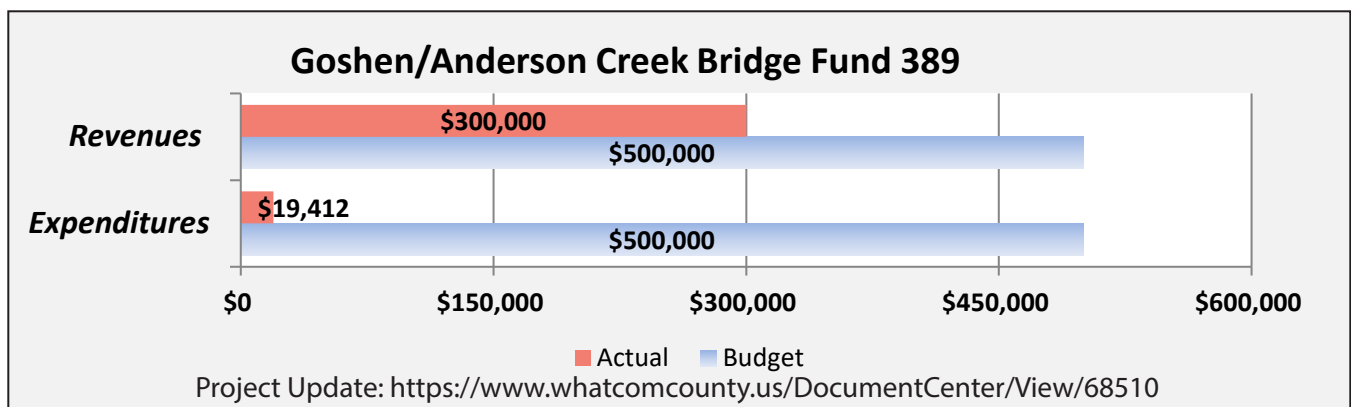 Goshen/Anderson Creek Bridge Fund 389
Revenues
$300,000
$500,000
Expenditures
$19,412
$500,000
$0 $150,000 $300,000 $450,000 $600,000
Actual Budget
Project Update: https://www.whatcomcounty.us/DocumentCenter/View/68510